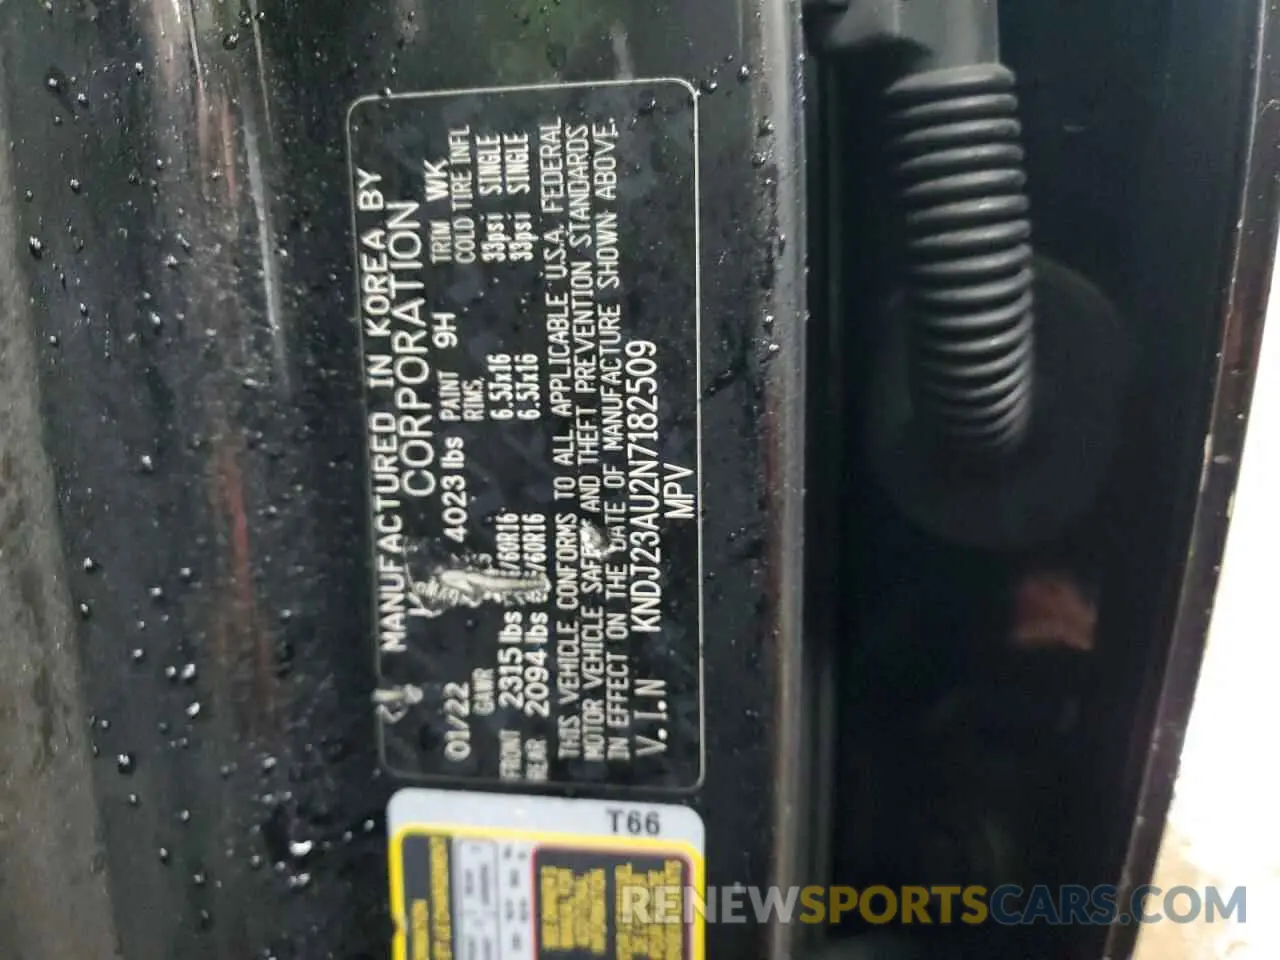 MANUFACTURED IN KOREA BY
CORPORATION
01/22 4023 lbs PAINT 9H TRIM WK
GAWR RIMS, COLD TIRE INFL
FRONT 2315 lbs /60R16 6.5Jx16 33psi SINGLE
REAR 2094 lbs /60R16 6.5Jx16 33psi SINGLE
THIS VEHICLE CONFORMS TO ALL APPLICABLE U.S.A. FEDERAL
MOTOR VEHICLE SAFETY AND THEFT PREVENTION STANDARDS
IN EFFECT ON THE DATE OF MANUFACTURE SHOWN ABOVE.
V.I.N KNDJ23AU2N7182509
MPV
T66
RENEWSPORTSCARS.COM